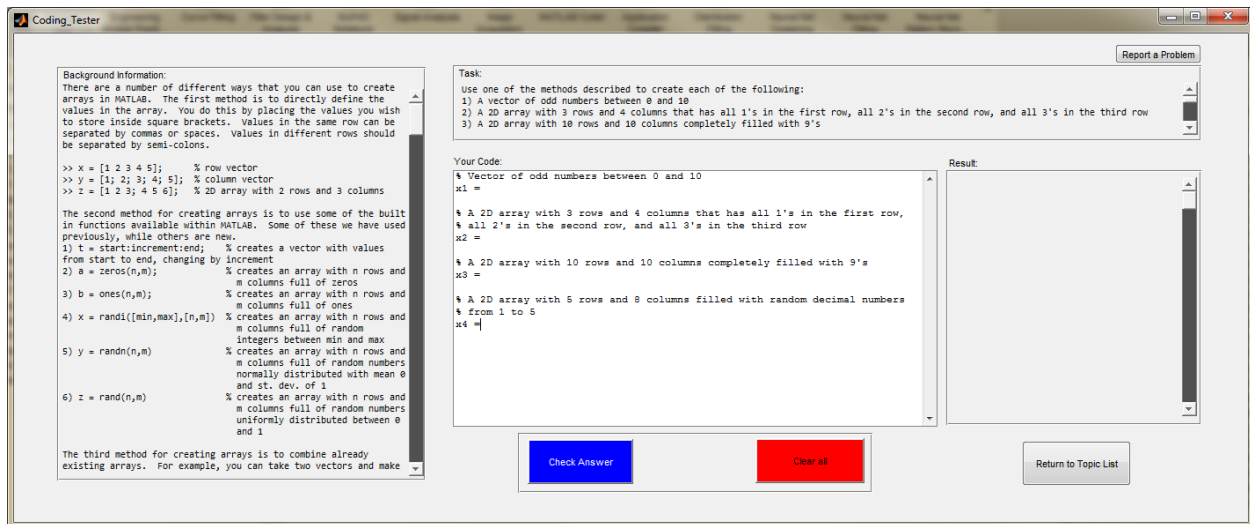 Coding_Tester
Report a Problem
Background Information:
There are a number of different ways that you can use to create
arrays in MATLAB.  The first method is to directly define the
values in the array.  You do this by placing the values you wish
to store inside square brackets.  Values in the same row can be
separated by commas or spaces.  Values in different rows should
be separated by semi-colons.
>> x = [1 2 3 4 5];     % row vector
>> y = [1; 2; 3; 4; 5];  % column vector
>> z = [1 2 3; 4 5 6];   % 2D array with 2 rows and 3 columns
The second method for creating arrays is to use some of the built
in functions available within MATLAB.  Some of these we have used
previously, while others are new.
1) t = start:increment:end;    % creates a vector with values
from start to end, changing by increment
2) a = zeros(n,m);             % creates an array with n rows and
m columns full of zeros
3) b = ones(n,m);              % creates an array with n rows and
m columns full of ones
4) x = randi([min,max],[n,m])  % creates an array with n rows and
m columns full of random
integers between min and max
5) y = randn(n,m)              % creates an array with n rows and
m columns full of random numbers
normally distributed with mean 0
and st. dev. of 1
6) z = rand(n,m)               % creates an array with n rows and
m columns full of random numbers
uniformly distributed between 0
and 1
The third method for creating arrays is to combine already
existing arrays.  For example, you can take two vectors and make
Task:
Use one of the methods described to create each of the following:
1) A vector of odd numbers between 0 and 10
2) A 2D array with 3 rows and 4 columns that has all 1's in the first row, all 2's in the second row, and all 3's in the third row
3) A 2D array with 10 rows and 10 columns completely filled with 9's
Your Code:
% Vector of odd numbers between 0 and 10
x1 =
% A 2D array with 3 rows and 4 columns that has all 1's in the first row,
% all 2's in the second row, and all 3's in the third row
x2 =
% A 2D array with 10 rows and 10 columns completely filled with 9's
x3 =
% A 2D array with 5 rows and 8 columns filled with random decimal numbers
% from 1 to 5
x4 =
Result:
Check Answer
Clear all
Return to Topic List